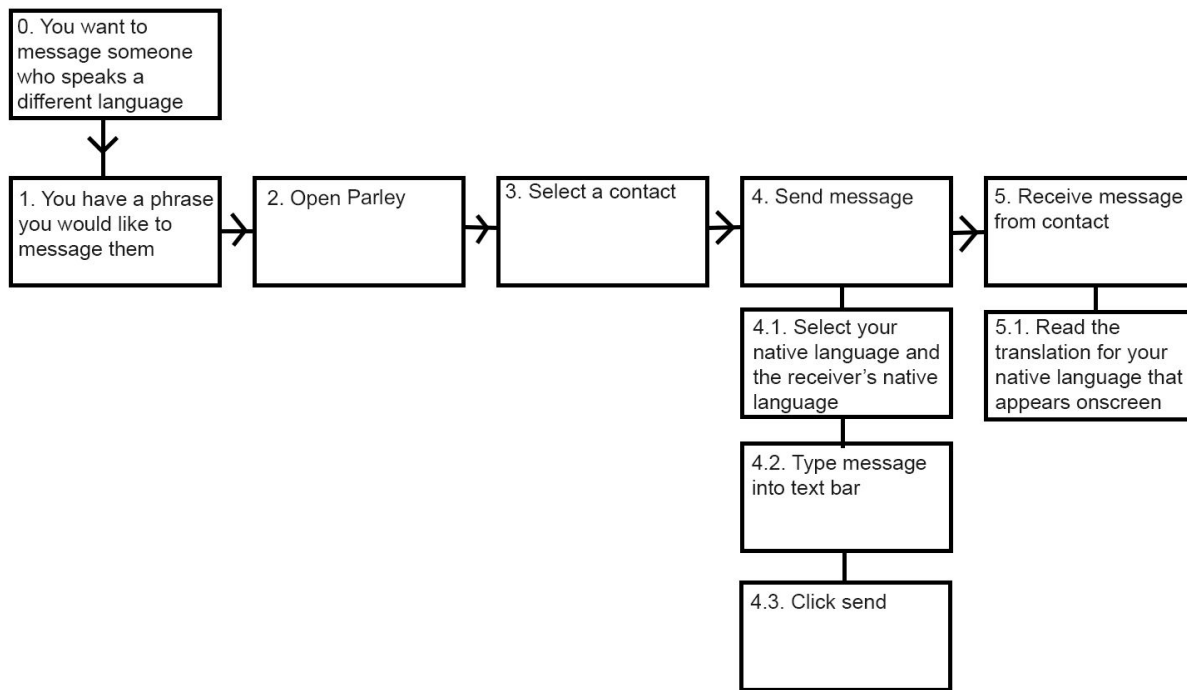 0. You want to
message someone
who speaks a
different language
1. You have a phrase
you would like to
message them
2. Open Parley
3. Select a contact
4. Send message
5. Receive message
from contact
4.1. Select your
native language and
the receiver's native
language
5.1. Read the
translation for your
native language that
appears onscreen
4.2. Type message
into text bar
4.3. Click send